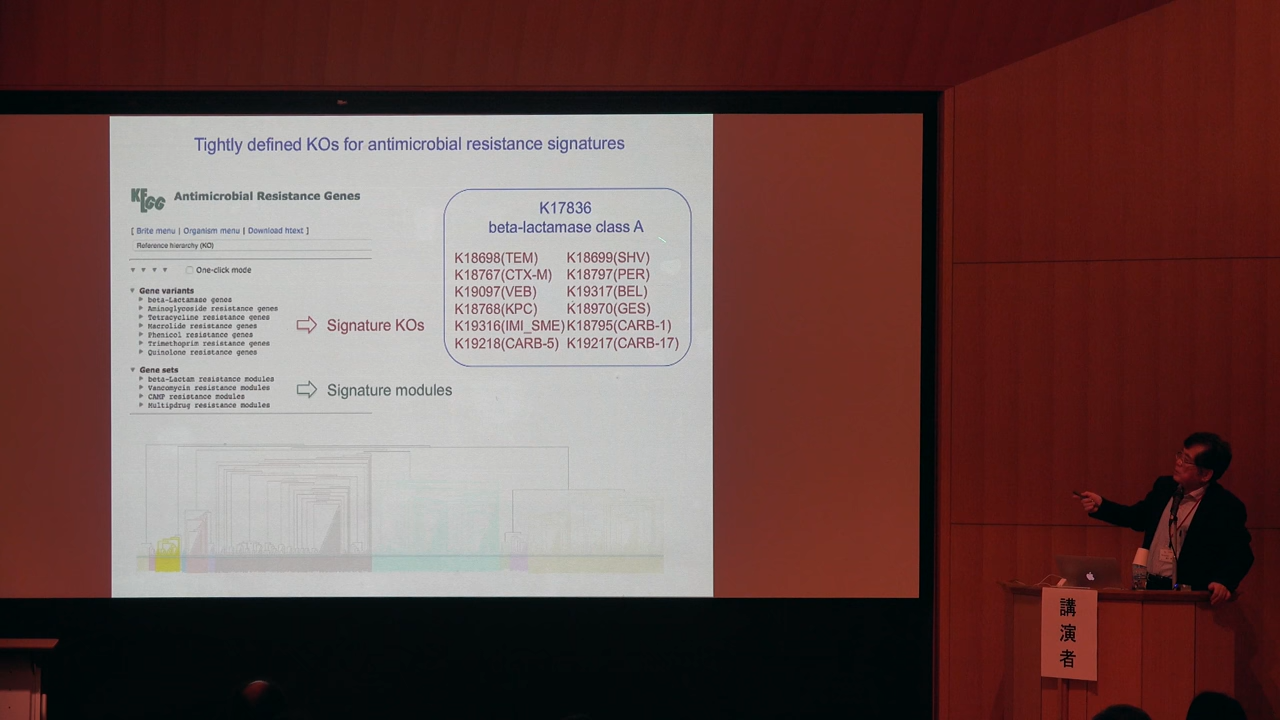 Tightly defined KOs for antimicrobial resistance signatures
KEGG Antimicrobial Resistance Genes
[ Brite menu | Organism menu | Download htext ]
Reference hierarchy (KO)
One-click mode
Gene variants
beta-Lactamase genes
Aminoglycoside resistance genes
Tetracycline resistance genes
Macrolide resistance genes
Phenicol resistance genes
Trimethoprim resistance genes
Quinolone resistance genes
Signature KOs
Gene sets
beta-Lactam resistance modules
Vancomycin resistance modules
CAMP resistance modules
Multipdrug resistance modules
Signature modules
K17836
beta-lactamase class A
K18698(TEM) K18699(SHV)
K18767(CTX-M) K18797(PER)
K19097(VEB) K19317(BEL)
K18768(KPC) K18970(GES)
K19316(IMI_SME) K18795(CARB-1)
K19218(CARB-5) K19217(CARB-17)
講
演
者